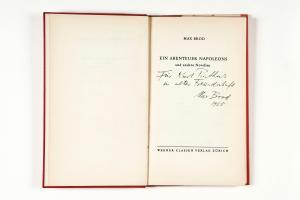 MAX BROD
EIN ABENTEUER NAPOLEONS
und andere Novellen
Für Kurt Pinthus
in alter Freundschaft
Max Brod
WERNER CLASSEN VERLAG ZÜRICH